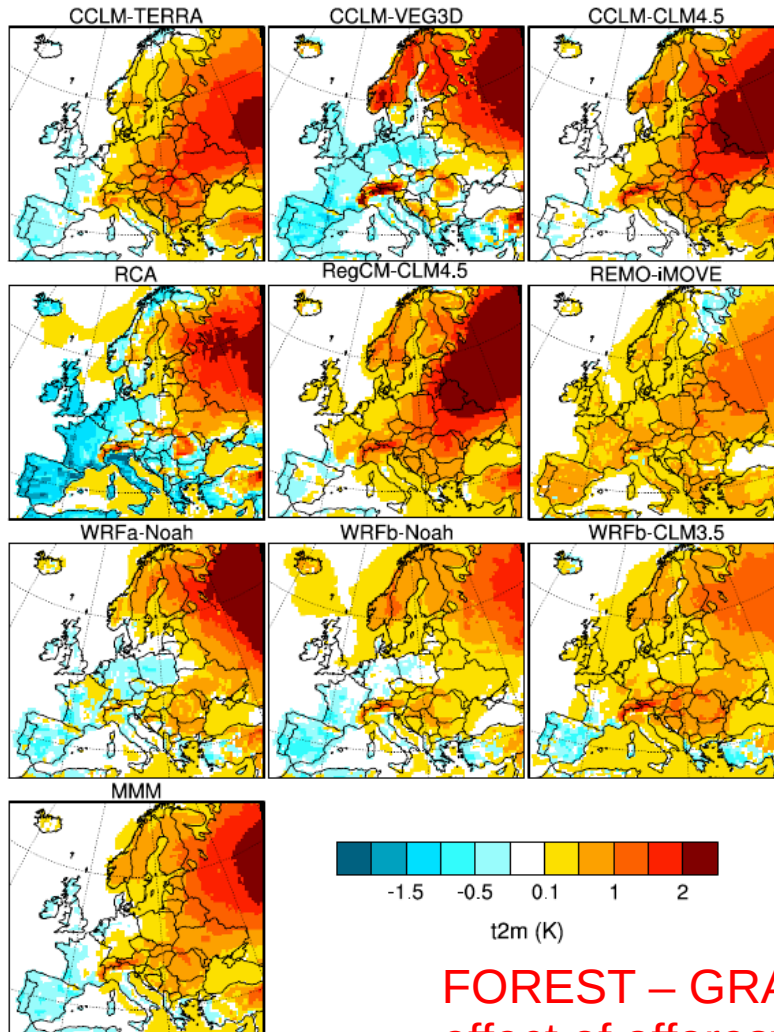 CCLM-TERRA CCLM-VEG3D CCLM-CLM4.5
RCA RegCM-CLM4.5 REMO-iMOVE
WRFa-Noah WRFb-Noah WRFb-CLM3.5
MMM
-1.5 -0.5 0.1 1 2
t2m (K)
FOREST – GRA